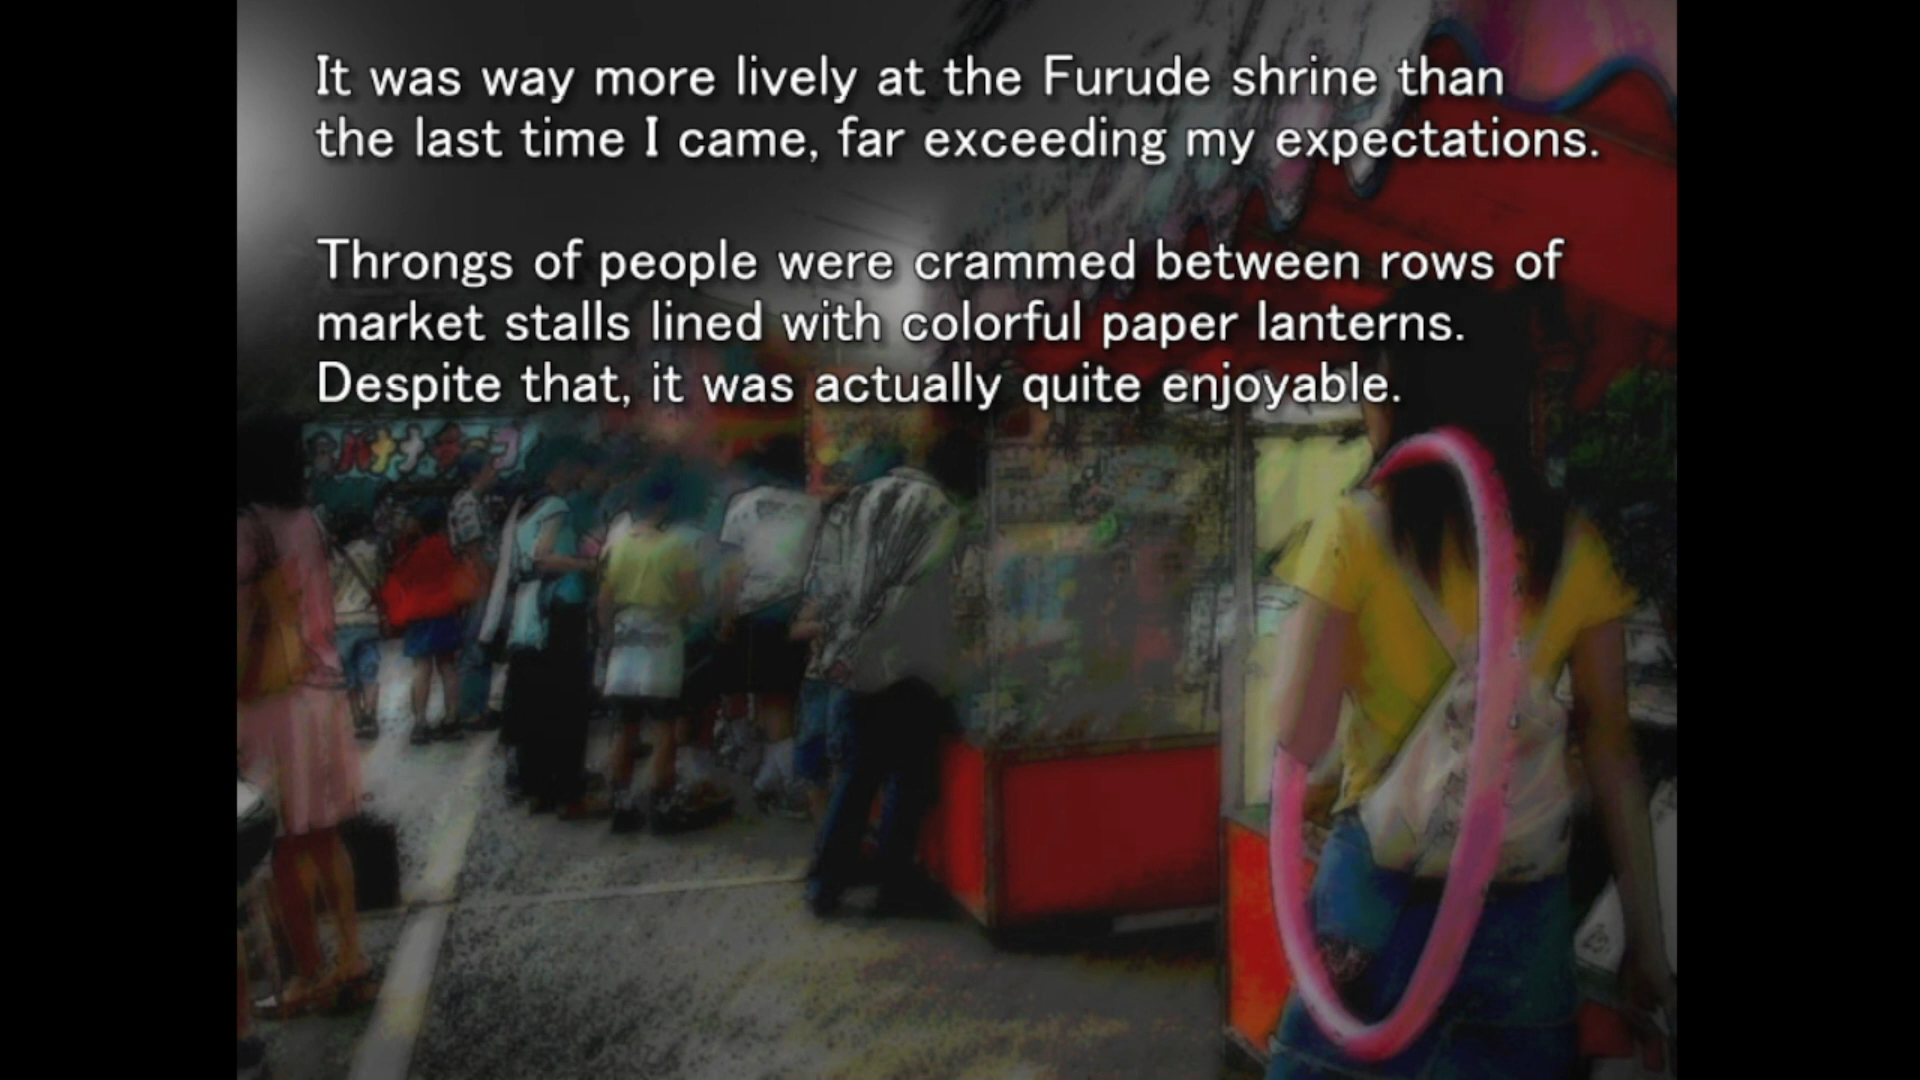 It was way more lively at the Furude shrine than
the last time I came, far exceeding my expectations.
Throngs of people were crammed between rows of
market stalls lined with colorful paper lanterns.
Despite that, it was actually quite enjoyable.